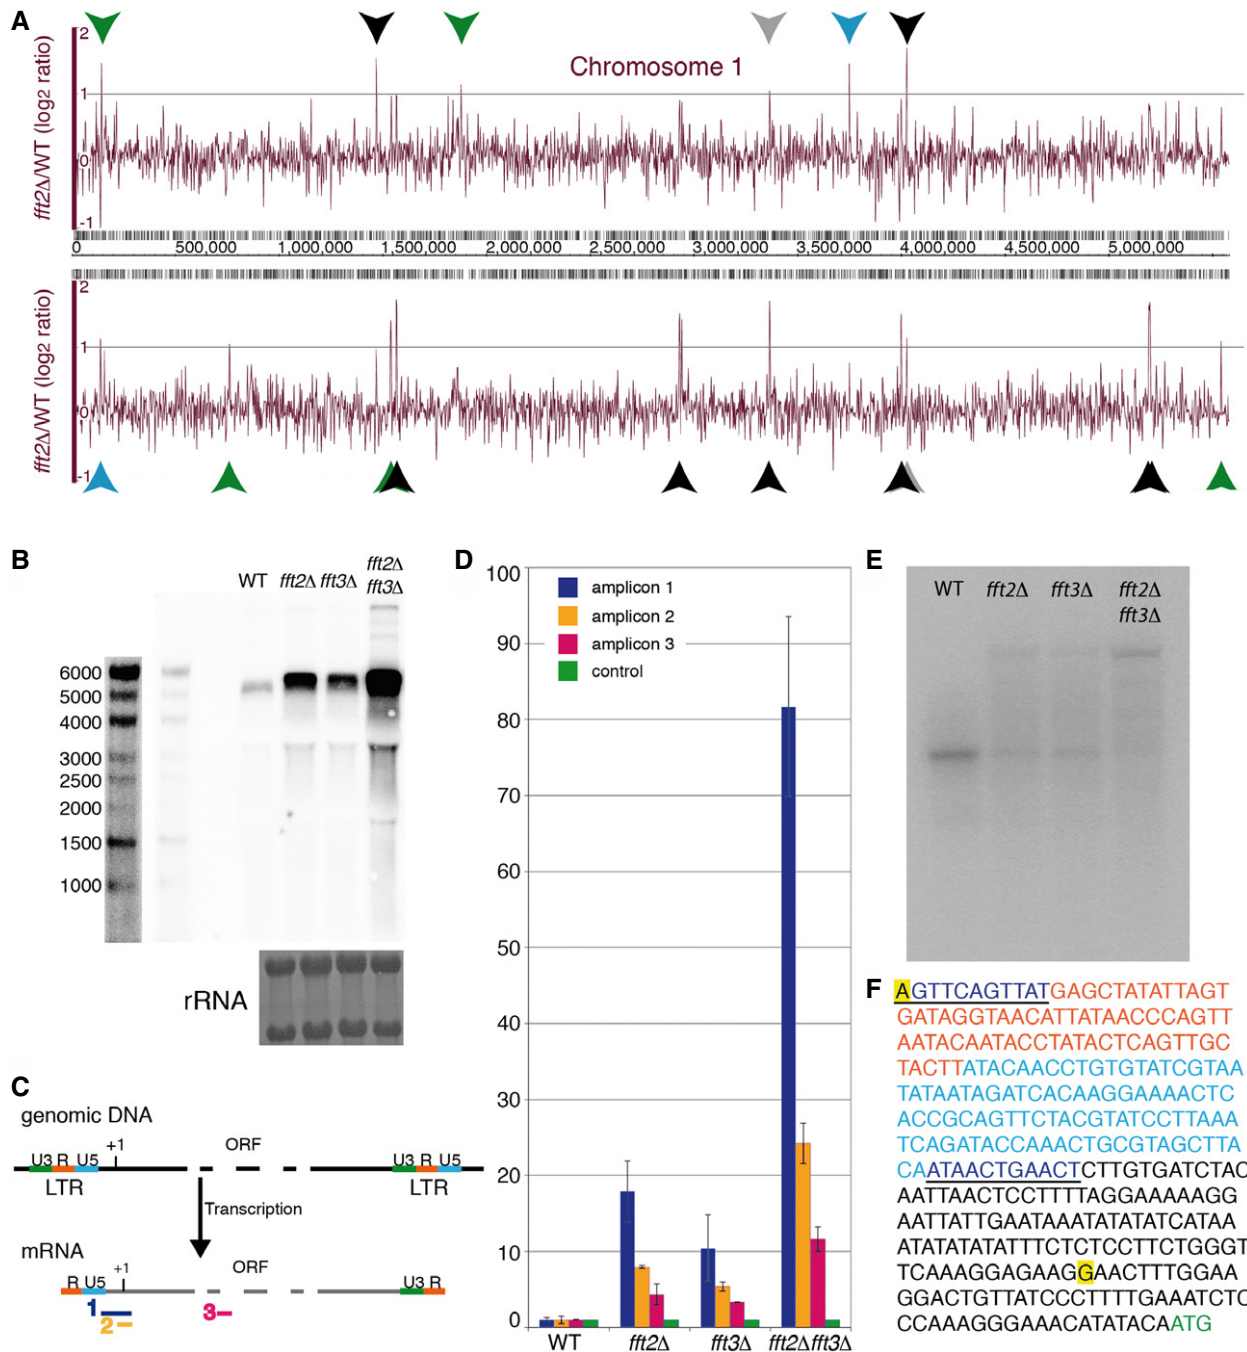 A
2
1
0
-1
fft2Δ/WT (log2 ratio)
Chromosome 1
0 500,000 1,000,000 1,500,000 2,000,000 2,500,000 3,000,000 3,500,000 4,000,000 4,500,000 5,000,000
2
1
0
-1
fft2Δ/WT (log2 ratio)
B
WT fft2Δ fft3Δ fft2Δ
fft3Δ
6000
5000
4000
3000
2500
2000
1500
1000
rRNA
C
genomic DNA
+1 ORF
U3 R U5 U3 R U5
LTR LTR
Transcription
mRNA
+1 ORF
R U5 U3 R
1
2
3
D
100
90
80
70
60
50
40
30
20
10
0
amplicon 1
amplicon 2
amplicon 3
control
WT fft2Δ fft3Δ fft2Δfft3Δ
E
WT fft2Δ fft3Δ fft2Δ
fft3Δ
F
AGTTCAGTTATGAGCTATATTAGT
GATAGGTAACATTATAACCCAGTT
AATACAATACCTATACTCAGTTGC
TACTTATACAACCTGTGTATCGTAA
TATAATAGATCACAAGGAAAACTC
ACCGCAGTTCTACGTATCCTTAAA
TCAGATACCAAACTGCGTAGCTTA
CAATAACTGAACTCTTGTGATCTAC
AATTAACTCCTTTTAGGAAAAAGG
AATTATTGAATAAATATATATCATAA
ATATATATATTTCTCTCCTTCTGGGT
TCAAAGGAGAAGGAACTTTGGAA
GGACTGTTATCCCTTTTGAAATCTC
CCAAAGGGAAACATATACAATG